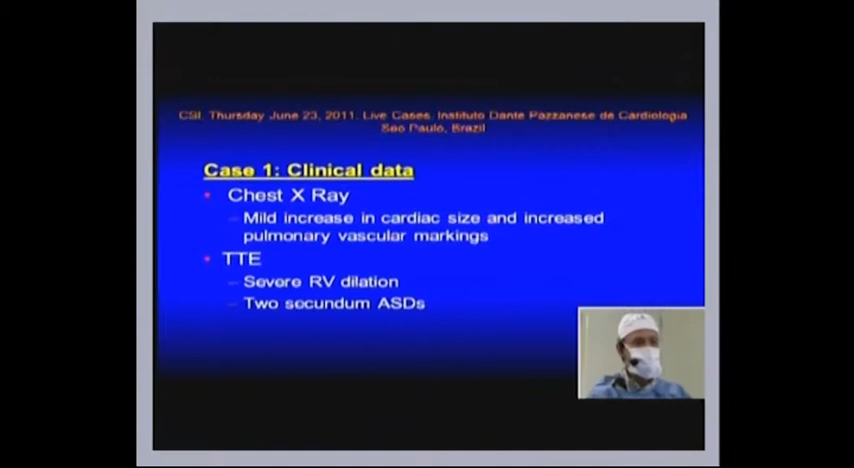 CSI. Thursday June 23, 2011. Live Cases. Instituto Dante Pazzanese de Cardiologia
Sao Paulo, Brazil
Case 1: Clinical data
• Chest X Ray
– Mild increase in cardiac size and increased
pulmonary vascular markings
• TTE
– Severe RV dilation
– Two secundum ASDs